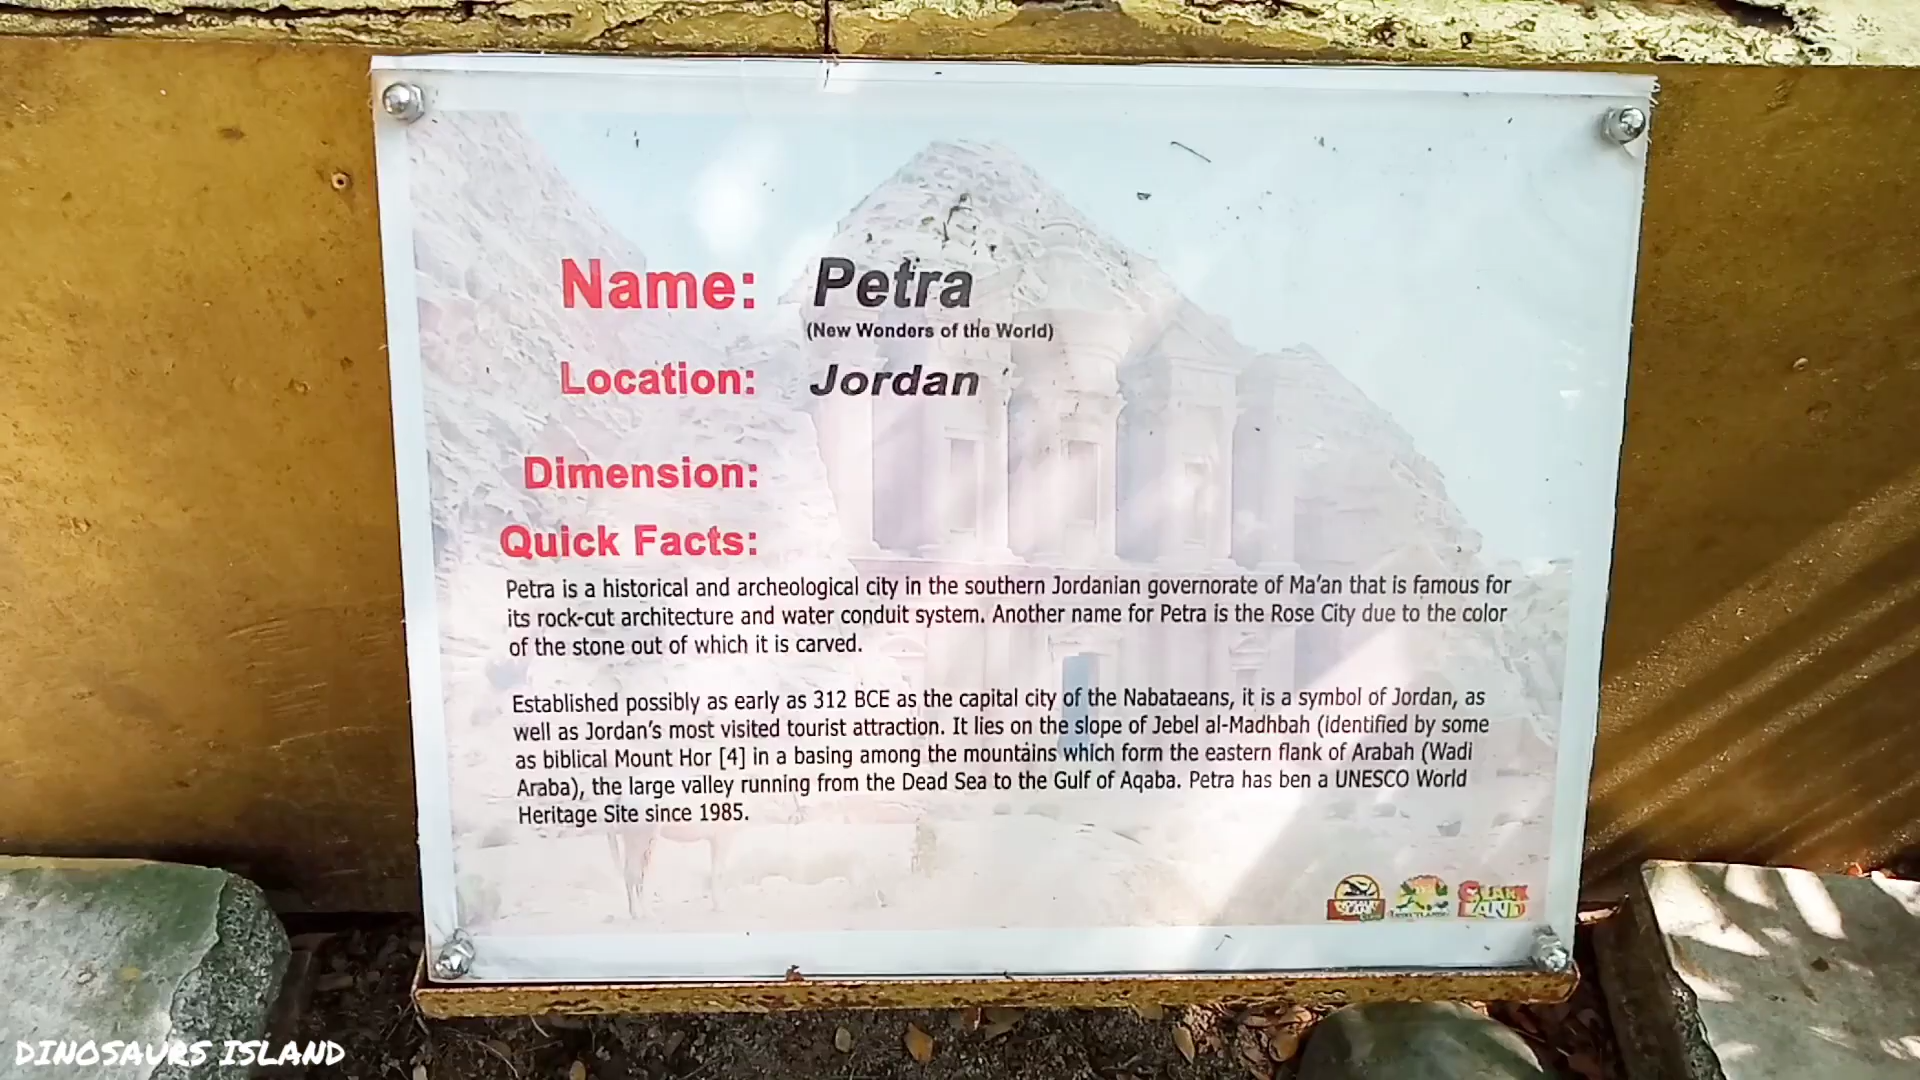 Name: Petra
(New Wonders of the World)
Location: Jordan
Dimension:
Quick Facts:
Petra is a historical and archeological city in the southern Jordanian governorate of Ma'an that is famous for
its rock-cut architecture and water conduit system. Another name for Petra is the Rose City due to the color
of the stone out of which it is carved.
Established possibly as early as 312 BCE as the capital city of the Nabataeans, it is a symbol of Jordan, as
well as Jordan's most visited tourist attraction. It lies on the slope of Jebel al-Madhbah (identified by some
as biblical Mount Hor [4] in a basing among the mountains which form the eastern flank of Arabah (Wadi
Araba), the large valley running from the Dead Sea to the Gulf of Aqaba. Petra has ben a UNESCO World
Heritage Site since 1985.
DINOSAURS ISLAND